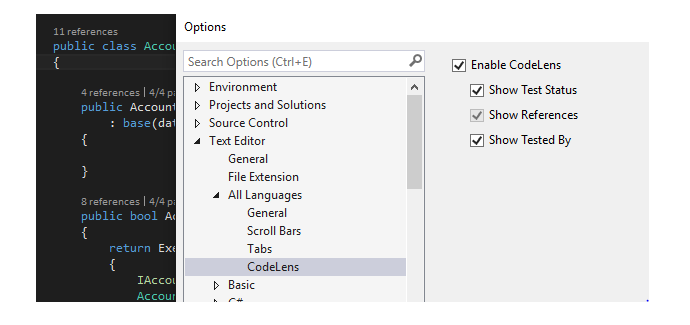 11 references
public class Accou
{
4 references | 4/4 pa
public Account
: base(dat
{
}
8 references | 4/4 pa
public bool Ac
{
return Exe
{
IAccou
Accoun
Options
Search Options (Ctrl+E)
Environment
Projects and Solutions
Source Control
Text Editor
General
File Extension
All Languages
General
Scroll Bars
Tabs
CodeLens
Basic
C#
Enable CodeLens
Show Test Status
Show References
Show Tested By